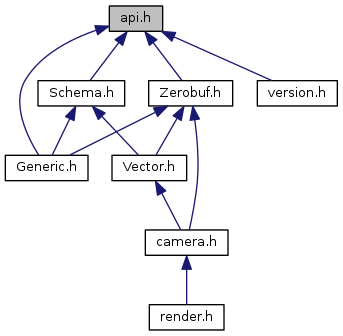 api.h
Schema.h
Zerobuf.h
version.h
Generic.h
Vector.h
camera.h
render.h